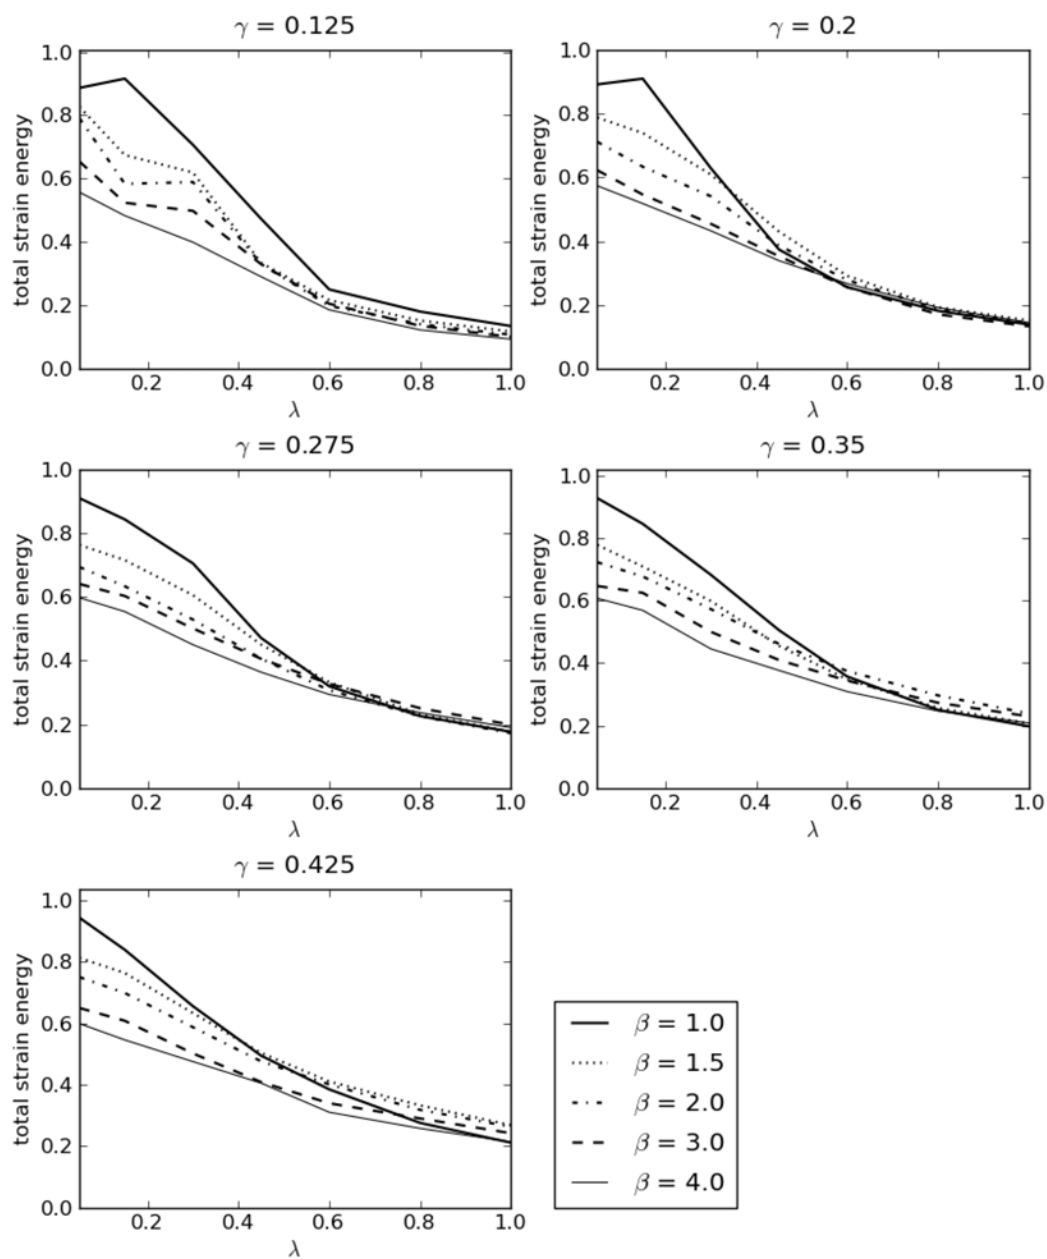 γ = 0.125
1.0
0.8
0.6
0.4
0.2
0.0
total strain energy
0.2 0.4 0.6 0.8 1.0
λ
γ = 0.2
1.0
0.8
0.6
0.4
0.2
0.0
total strain energy
0.2 0.4 0.6 0.8 1.0
λ
γ = 0.275
1.0
0.8
0.6
0.4
0.2
0.0
total strain energy
0.2 0.4 0.6 0.8 1.0
λ
γ = 0.35
1.0
0.8
0.6
0.4
0.2
0.0
total strain energy
0.2 0.4 0.6 0.8 1.0
λ
γ = 0.425
1.0
0.8
0.6
0.4
0.2
0.0
total strain energy
0.2 0.4 0.6 0.8 1.0
λ
β = 1.0
β = 1.5
β = 2.0
β = 3.0
β = 4.0